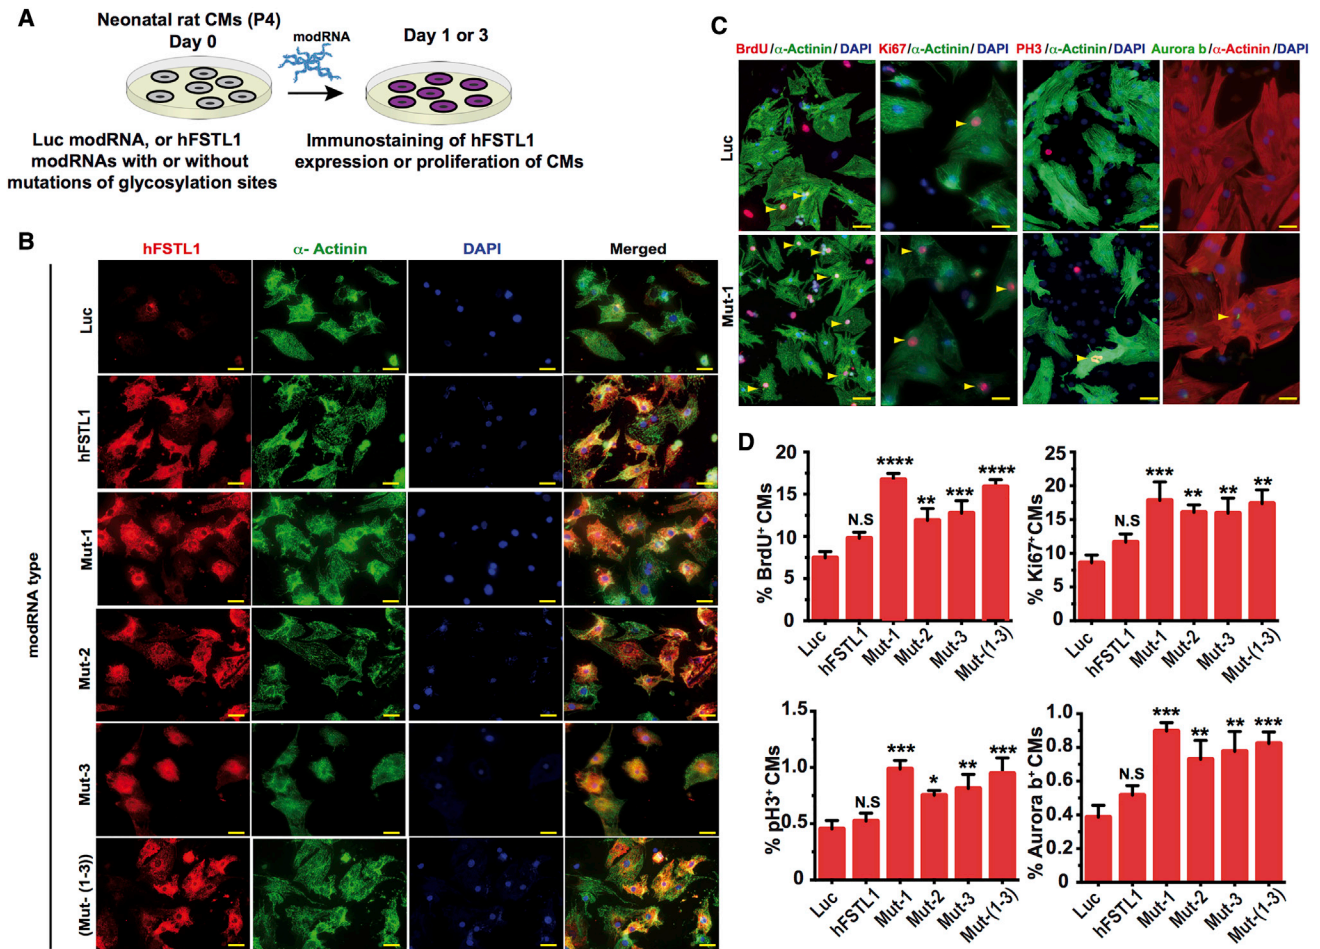 A
Neonatal rat CMs (P4)
Day 0
modRNA
Day 1 or 3
Luc modRNA, or hFSTL1
modRNAs with or without
mutations of glycosylation sites
Immunostaining of hFSTL1
expression or proliferation of CMs
B
hFSTL1
α- Actinin
DAPI
Merged
modRNA type
Luc
hFSTL1
Mut-1
Mut-2
Mut-3
(Mut- (1-3))
C
BrdU/α-Actinin/ DAPI
Ki67/α-Actinin/ DAPI
PH3/α-Actinin/DAPI
Aurora b/α-Actinin/DAPI
Luc
Mut-1
D
% BrdU+ CMs
20
15
10
5
0
N.S
****
**
***
****
Luc
hFSTL1
Mut-1
Mut-2
Mut-3
Mut-(1-3)
% Ki67+ CMs
25
20
15
10
5
0
N.S
***
**
**
**
Luc
hFSTL1
Mut-1
Mut-2
Mut-3
Mut-(1-3)
% pH3+ CMs
1.5
1.0
0.5
0
N.S
***
*
**
***
Luc
hFSTL1
Mut-1
Mut-2
Mut-3
Mut-(1-3)
% Aurora b+ CMs
1.0
0.8
0.6
0.4
0.2
0
N.S
***
**
**
***
Luc
hFSTL1
Mut-1
Mut-2
Mut-3
Mut-(1-3)